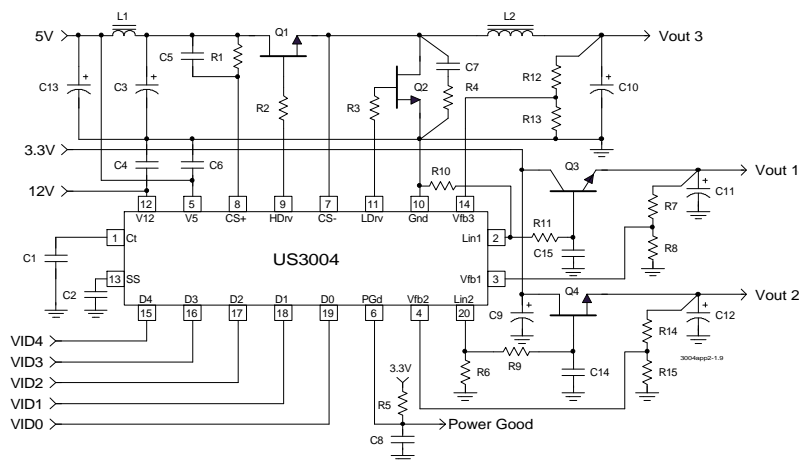 L1
Q1
L2
5V
Vout 3
C5
R1
C7
Q2
R12
C13
C3
R2
R3
R4
C10
R13
3.3V
C4
C6
R10
Q3
Vout 1
12V
12
5
8
9
7
11
10
14
V12
V5
CS+
HDrv
CS-
LDrv
Gnd
Vfb3
R7
C11
1
Ct
Lin1
2
R11
C1
US3004
C15
R8
13
SS
Vfb1
3
C2
Q4
Vout 2
D4
D3
D2
D1
D0
PGd
Vfb2
Lin2
C9
15
16
17
18
19
6
4
20
R14
C12
VID4
3004app2-1.9
VID3
3.3V
R6
R9
C14
R15
VID2
VID1
R5
VID0
Power Good
C8